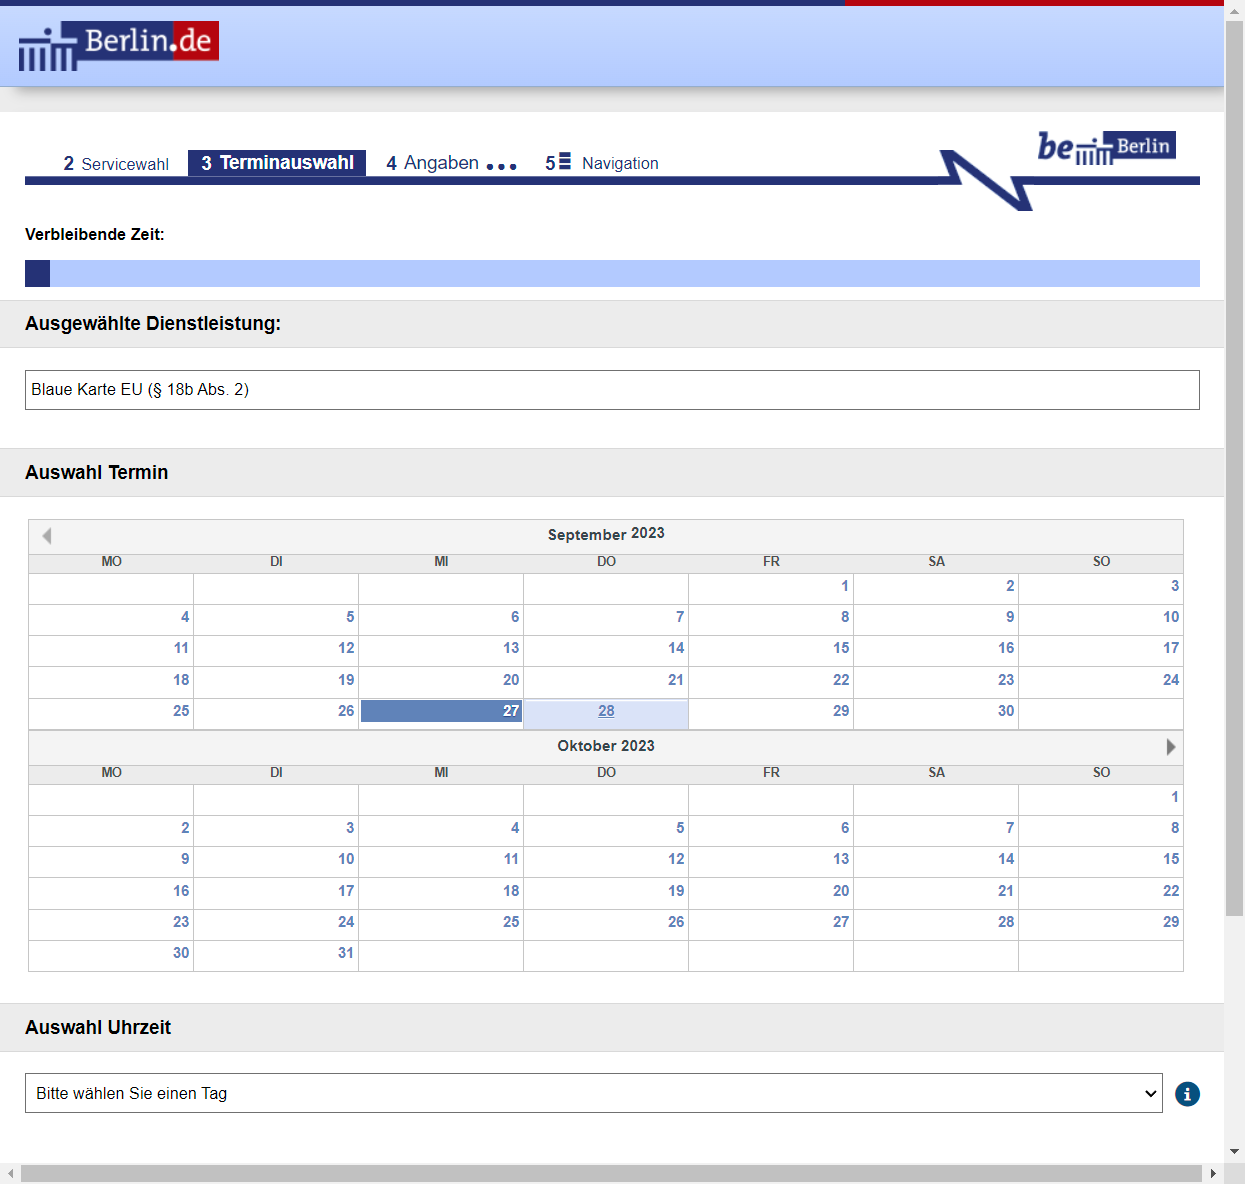 Berlin.de
be Berlin
2 Servicewahl 3 Terminauswahl 4 Angaben 5 Navigation
Verbleibende Zeit:
Ausgewählte Dienstleistung:
Blaue Karte EU (§ 18b Abs. 2)
Auswahl Termin
September 2023
MO DI MI DO FR SA SO
1 2 3
4 5 6 7 8 9 10
11 12 13 14 15 16 17
18 19 20 21 22 23 24
25 26 27 28 29 30
Oktober 2023
MO DI MI DO FR SA SO
1
2 3 4 5 6 7 8
9 10 11 12 13 14 15
16 17 18 19 20 21 22
23 24 25 26 27 28 29
30 31
Auswahl Uhrzeit
Bitte wählen Sie einen Tag